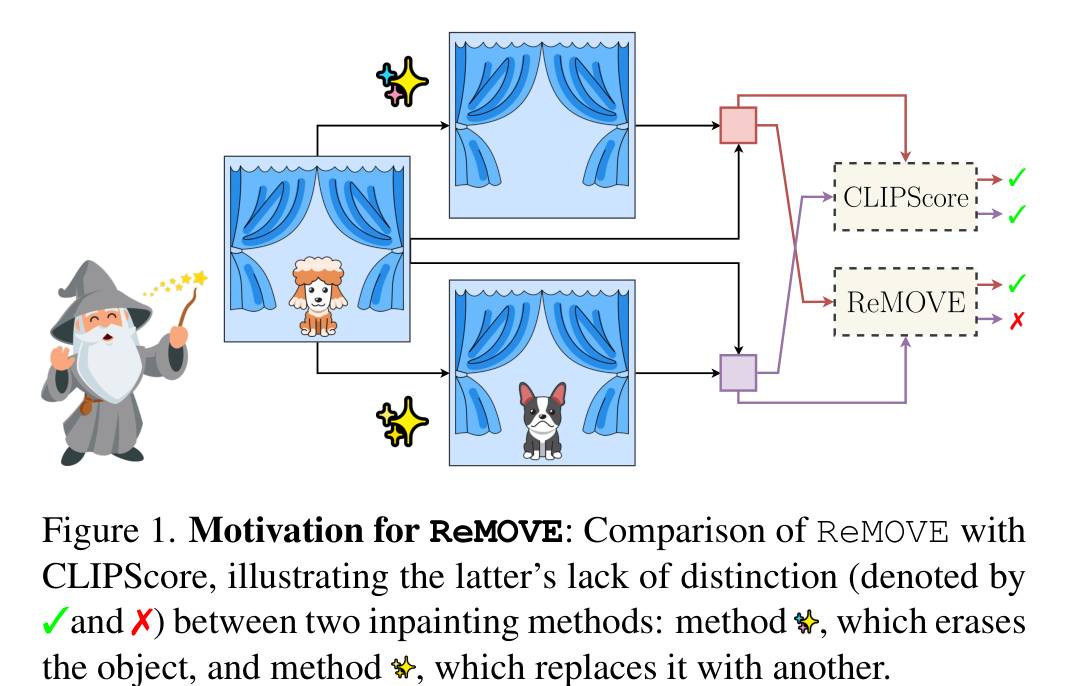 CLIPScore
ReMOVE
Figure 1. Motivation for ReMOVE: Comparison of ReMOVE with
CLIPScore, illustrating the latter's lack of distinction (denoted by
✓and ✗) between two inpainting methods: method , which erases
the object, and method , which replaces it with another.